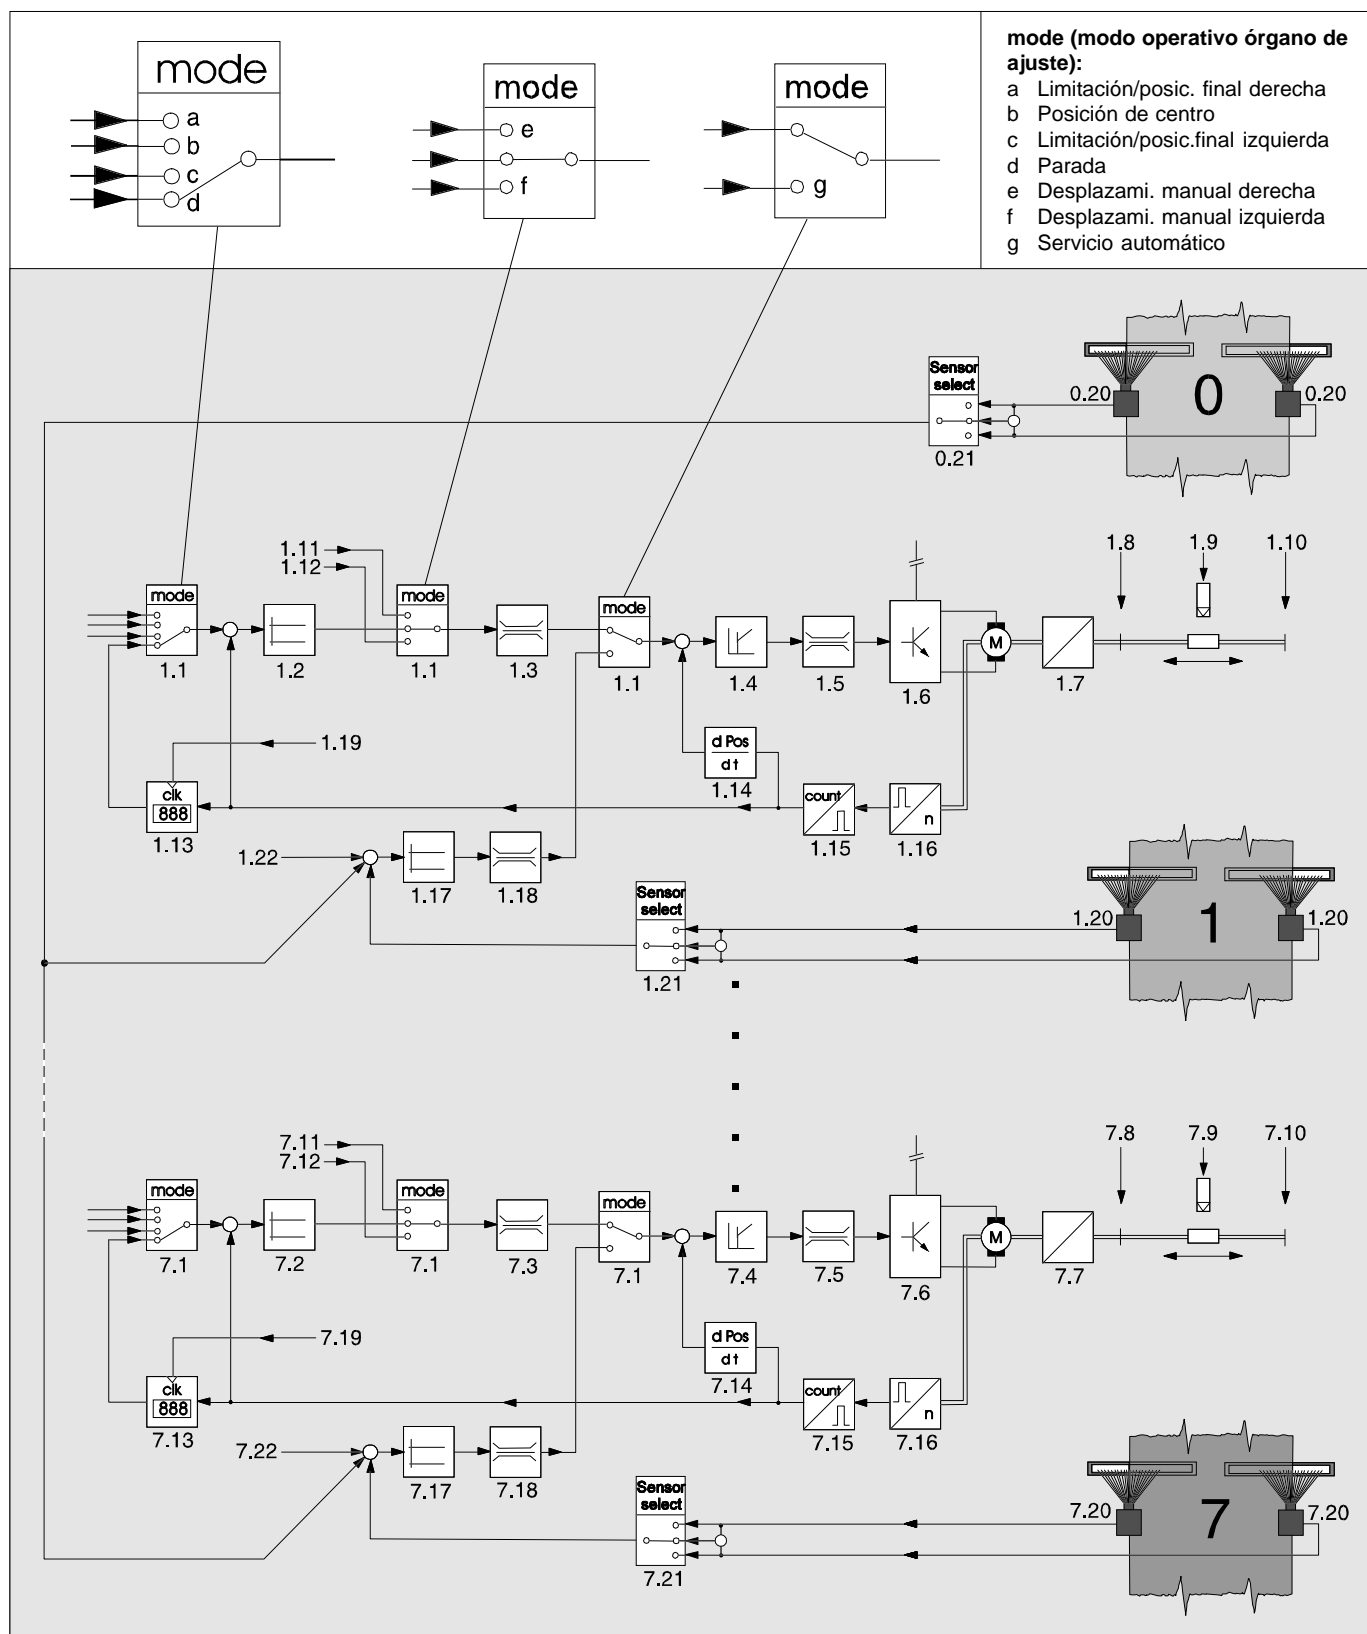 mode
a
b
c
d
mode
e
f
mode
g
mode (modo operativo órgano de
ajuste):
a Limitación/posic. final derecha
b Posición de centro
c Limitación/posic.final izquierda
d Parada
e Desplazami. manual derecha
f Desplazami. manual izquierda
g Servicio automático
Sensor
select
0.21
0.20
0
0.20
1.11
1.12
1.8
1.9
1.10
mode
1.1
1.2
mode
1.1
1.3
mode
1.1
1.4
1.5
1.6
M
1.7
1.19
d Pos
dt
1.14
clk
888
1.13
count
1.15
n
1.16
1.22
1.17
1.18
Sensor
select
1.21
1.20
1
1.20
7.11
7.12
7.8
7.9
7.10
mode
7.1
7.2
mode
7.1
7.3
mode
7.1
7.4
7.5
7.6
M
7.7
7.19
d Pos
dt
7.14
clk
888
7.13
count
7.15
n
7.16
7.22
7.17
7.18
Sensor
select
7.21
7.20
7
7.20